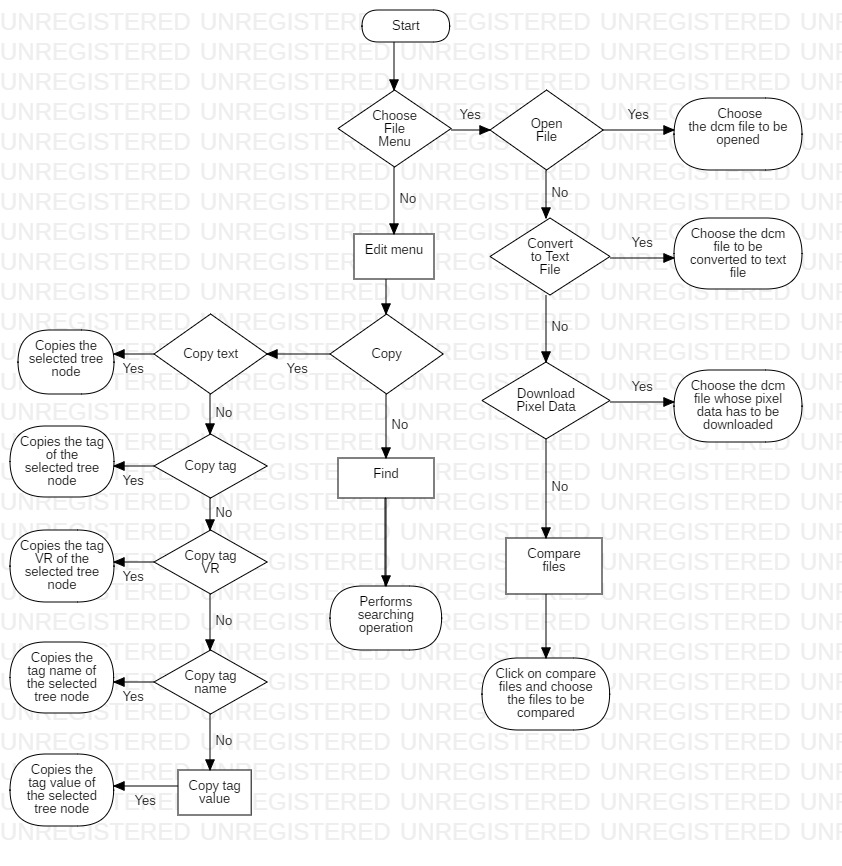 Start
Choose
File
Menu
Yes
Open
File
Yes
Choose
the dcm file to be
opened
No
No
Edit menu
Convert
to Text
File
Yes
Choose the dcm
file to be
converted to text
file
Copies the
selected tree
node
Yes
Copy text
Yes
Copy
No
Download
Pixel Data
Yes
Choose the dcm
file whose pixel
data has to be
downloaded
No
No
Copies the tag
of the
selected tree
node
Yes
Copy tag
Find
No
No
Copies the tag
VR of the
selected tree
node
Yes
Copy tag
VR
Compare
files
No
Performs
searching
operation
Copies the
tag name of
the selected
tree node
Yes
Copy tag
name
Click on compare
files and choose
the files to be
compared
No
Copies the
tag value of
the selected
tree node
Yes
Copy tag
value
UNREGISTERED